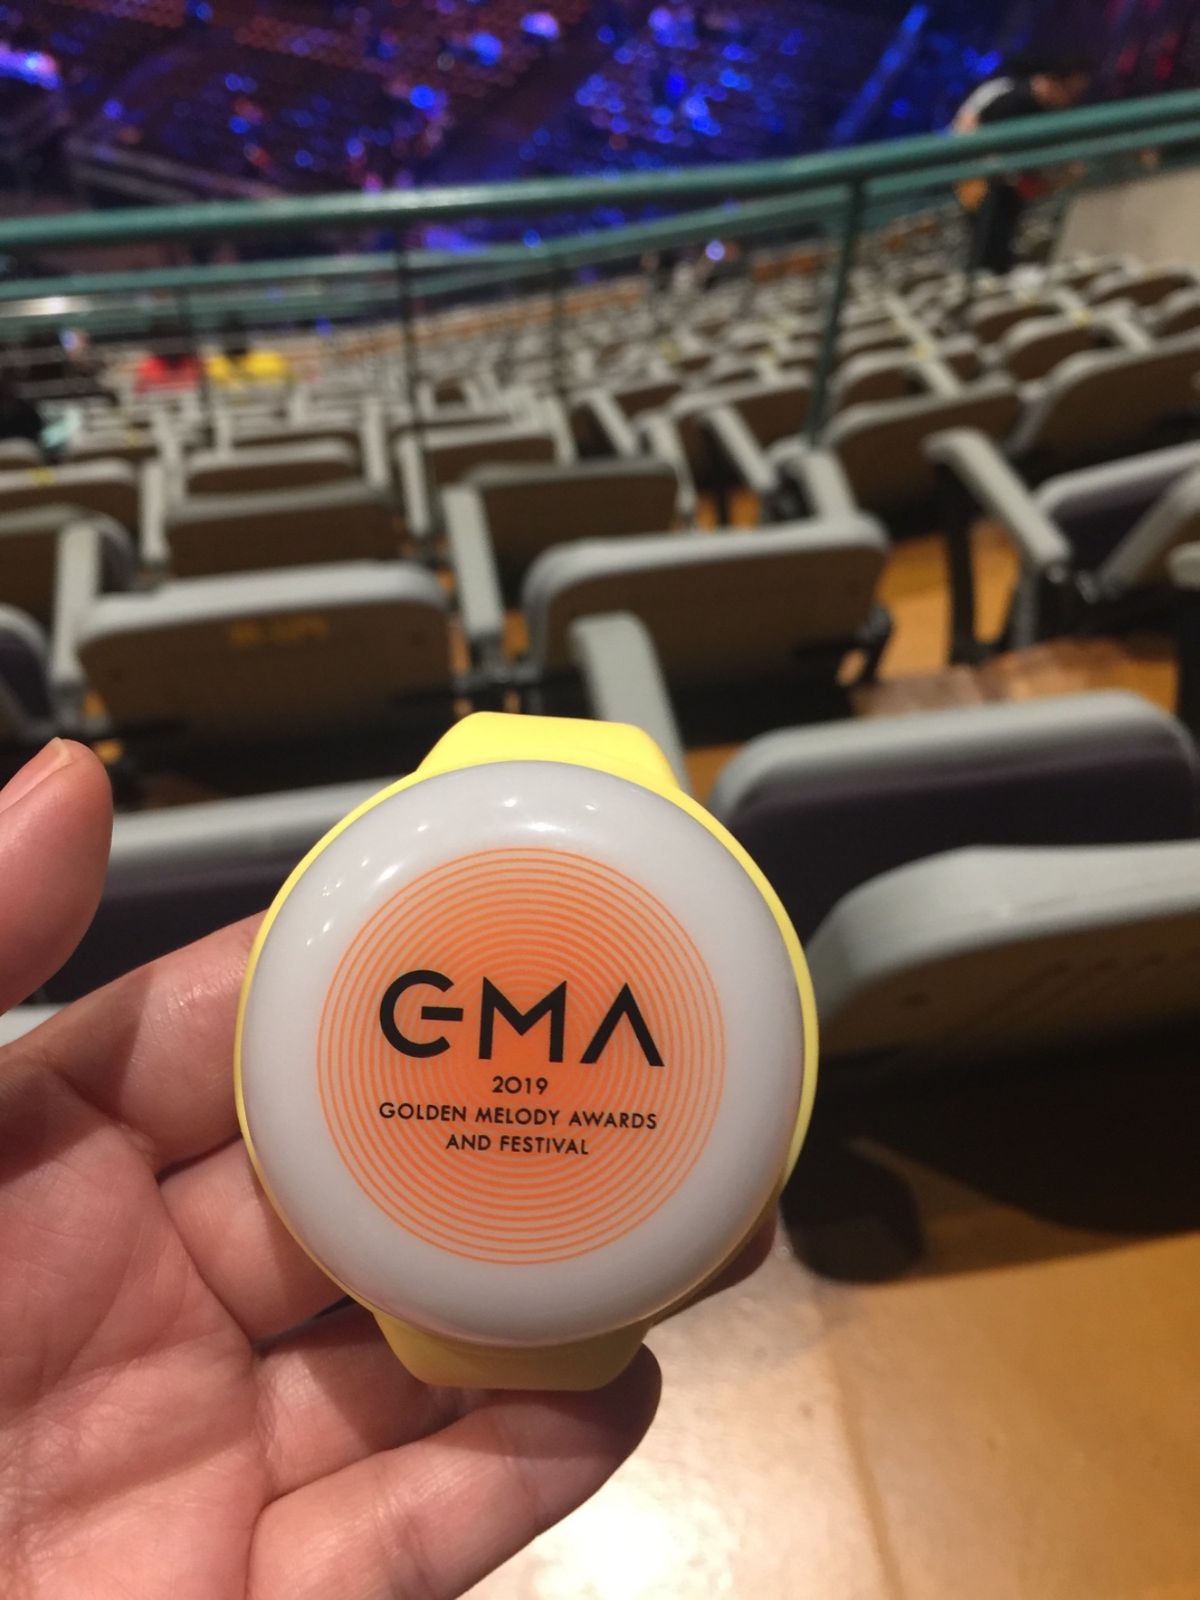 GMA
2019
GOLDEN MELODY AWARDS
AND FESTIVAL